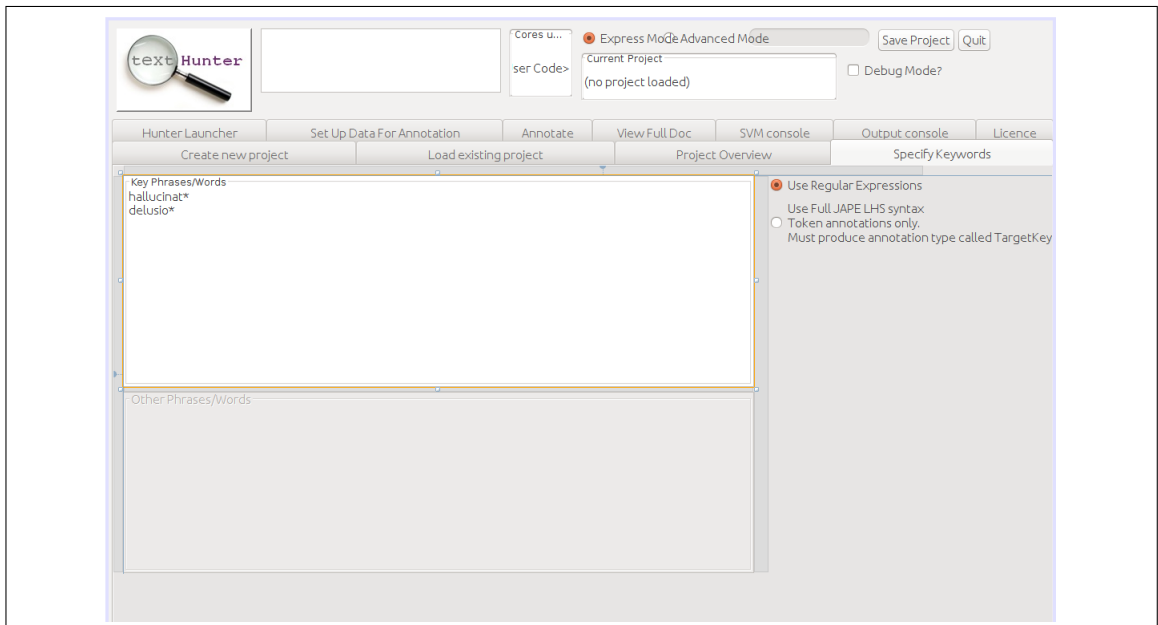 text Hunter
Cores u...
ser Code>
Express Mode Advanced Mode
Save Project
Quit
Current Project
(no project loaded)
Debug Mode?
Hunter Launcher
Set Up Data For Annotation
Annotate
View Full Doc
SVM console
Output console
Licence
Create new project
Load existing project
Project Overview
Specify Keywords
Key Phrases/Words
hallucinat*
delusio*
Use Regular Expressions
Use Full JAPE LHS syntax
Token annotations only.
Must produce annotation type called TargetKey
Other Phrases/Words